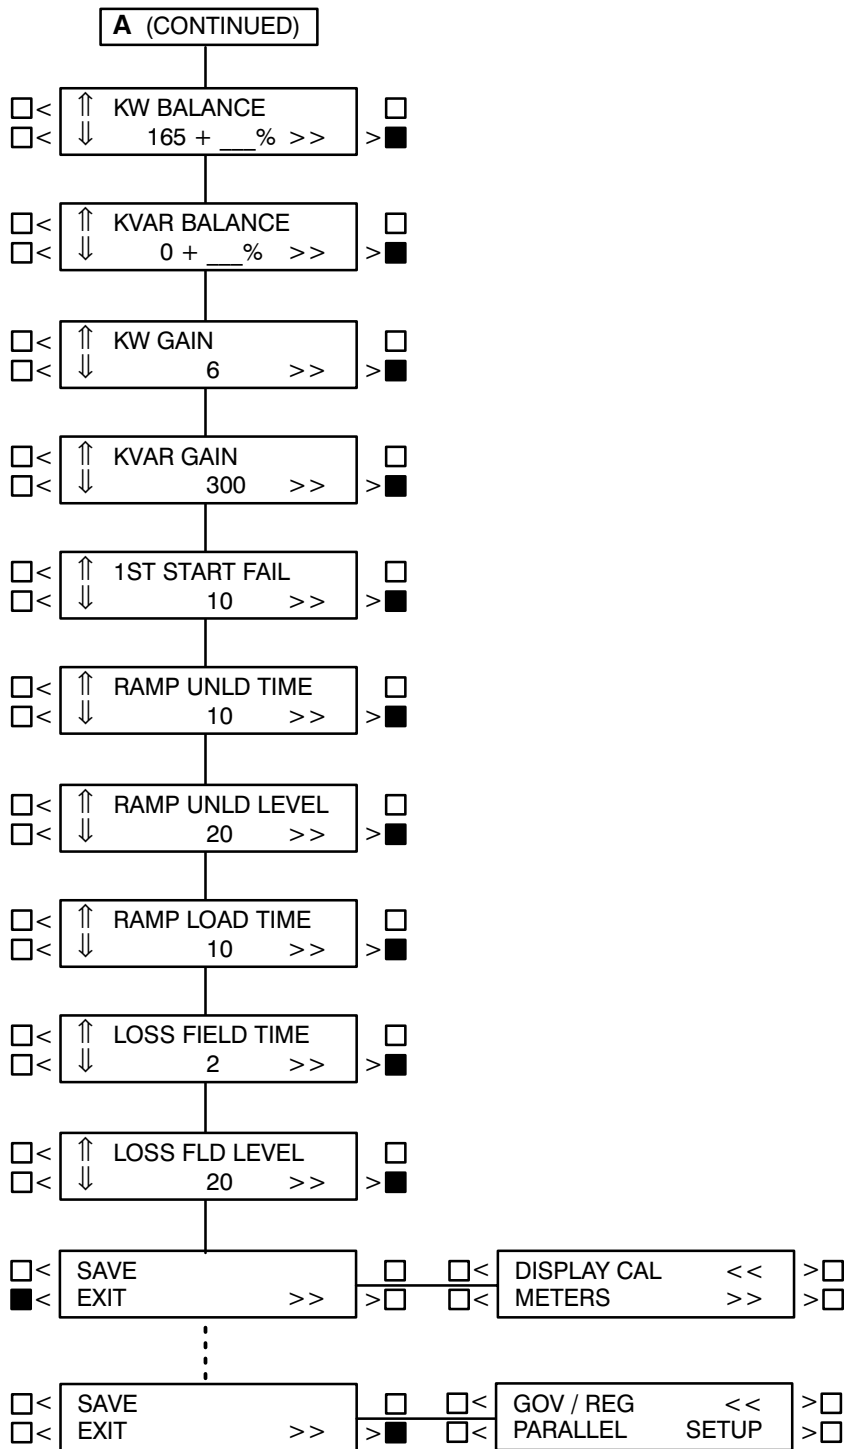 A (CONTINUED)
< ⇑ KW BALANCE
< ⇓ 165 + ___% >> >
< ⇑ KVAR BALANCE
< ⇓ 0 + ___% >> >
< ⇑ KW GAIN
< ⇓ 6 >> >
< ⇑ KVAR GAIN
< ⇓ 300 >> >
< ⇑ 1ST START FAIL
< ⇓ 10 >> >
< ⇑ RAMP UNLD TIME
< ⇓ 10 >> >
< ⇑ RAMP UNLD LEVEL
< ⇓ 20 >> >
< ⇑ RAMP LOAD TIME
< ⇓ 10 >> >
< ⇑ LOSS FIELD TIME
< ⇓ 2 >> >
< ⇑ LOSS FLD LEVEL
< ⇓ 20 >> >
< SAVE
< EXIT >> >
< DISPLAY CAL << >
< METERS >> >
< SAVE
< EXIT >> >
< GOV / REG << >
< PARALLEL SETUP >